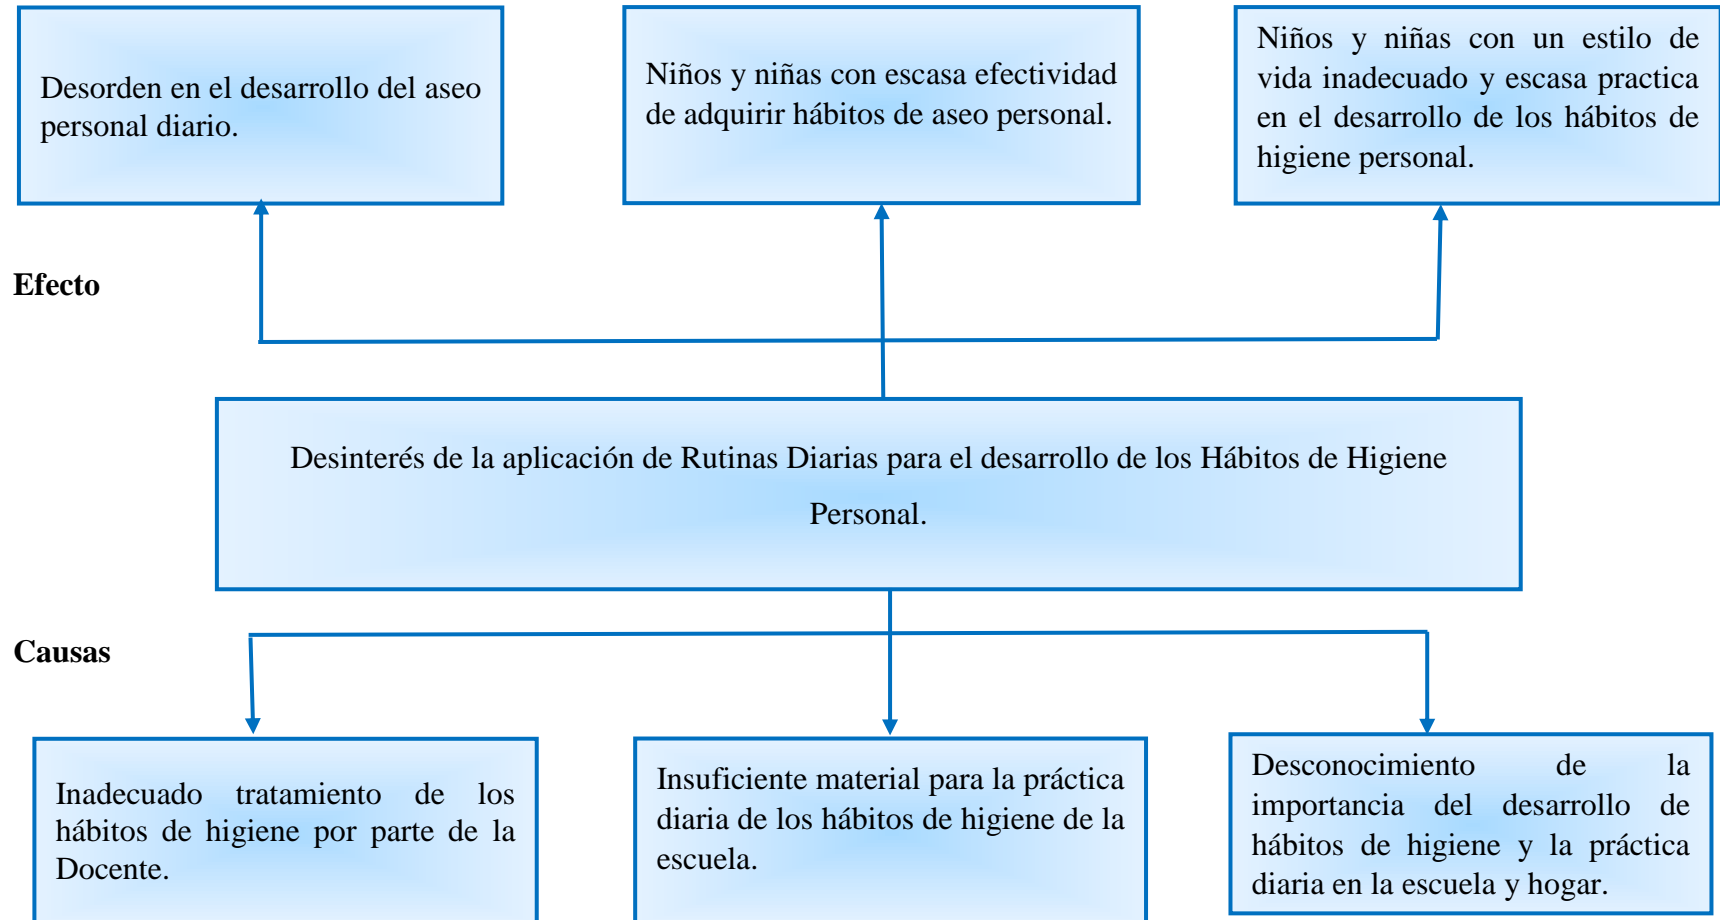 Desorden en el desarrollo del aseo
personal diario.
Niños y niñas con escasa efectividad
de adquirir hábitos de aseo personal.
Niños y niñas con un estilo de
vida inadecuado y escasa practica
en el desarrollo de los hábitos de
higiene personal.
Efecto
Desinterés de la aplicación de Rutinas Diarias para el desarrollo de los Hábitos de Higiene
Personal.
Causas
Inadecuado tratamiento de los
hábitos de higiene por parte de la
Docente.
Insuficiente material para la práctica
diaria de los hábitos de higiene de la
escuela.
Desconocimiento de la
importancia del desarrollo de
hábitos de higiene y la práctica
diaria en la escuela y hogar.